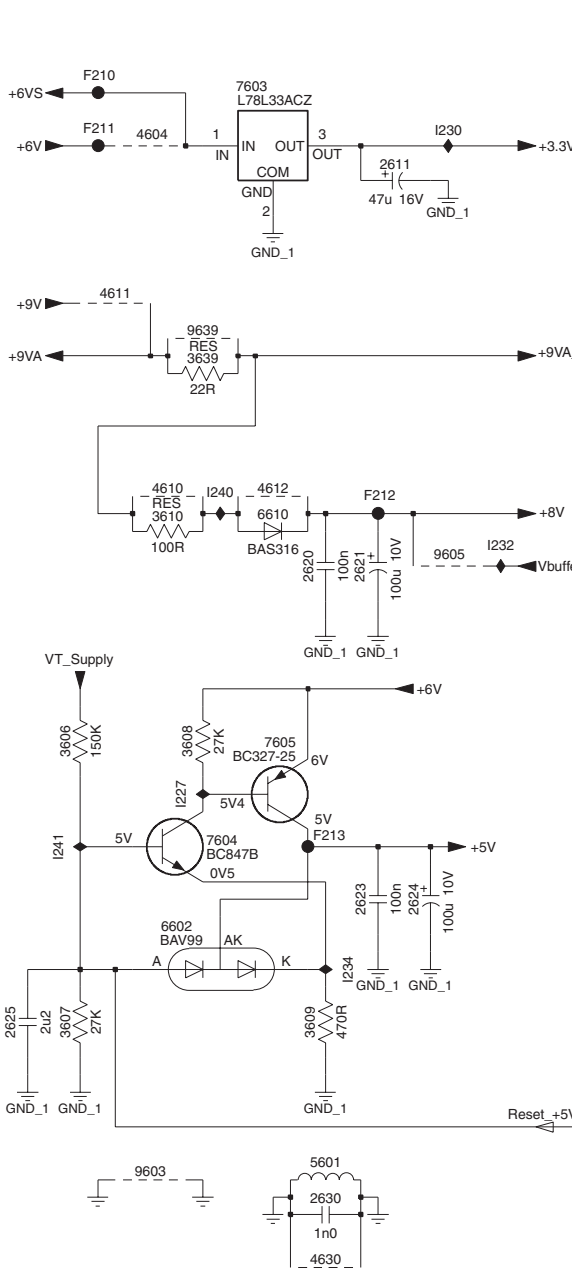 F210
+6VS
7603
L78L33ACZ
F211
4604
1
3
I230
+6V
IN
OUT
+3.3V
IN
OUT
COM
2611
+
GND
47u 16V
GND_1
2
GND_1
4611
+9V
9639
+9VA
RES
+9VA
3639
22R
4610
I240
4612
F212
RES
+8V
3610
6610
100R
BAS316
2620
100n
2621
+
100u 10V
9605
I232
Vbuffe
GND_1
GND_1
VT_Supply
+6V
3606
150K
3608
27K
7605
BC327-25
6V
I227
5V4
5V
F213
I241
5V
7604
BC847B
+5V
0V5
2623
100n
2624
+
100u 10V
6602
BAV99
AK
A
K
I234
GND_1
GND_1
2625
2u2
3607
27K
3609
470R
GND_1
GND_1
GND_1
Reset_+5V
9603
5601
2630
1n0
4630